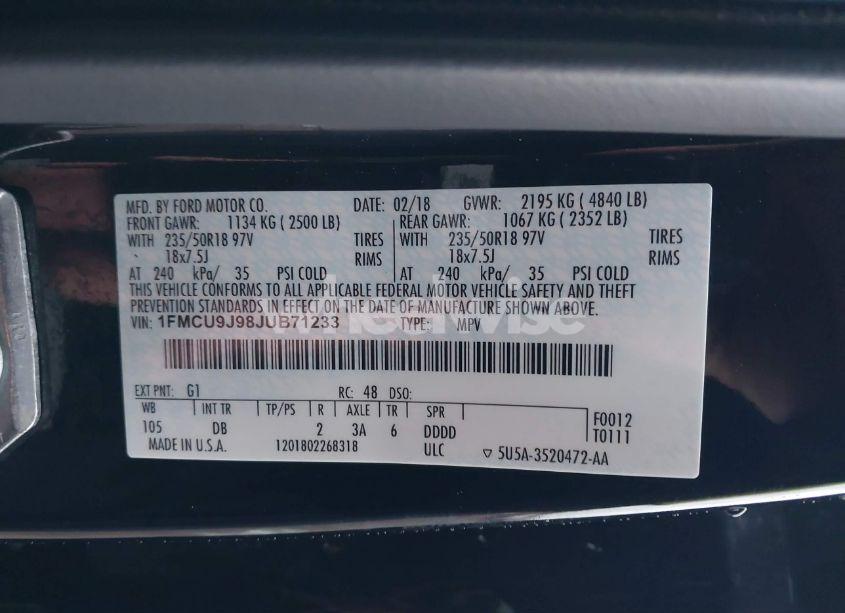 MFD. BY FORD MOTOR CO. DATE: 02/18 GVWR: 2195 KG ( 4840 LB)
FRONT GAWR: 1134 KG ( 2500 LB) REAR GAWR: 1067 KG ( 2352 LB)
WITH 235/50R18 97V TIRES WITH 235/50R18 97V TIRES
18x7.5J RIMS 18x7.5J RIMS
AT 240 kPa/ 35 PSI COLD AT 240 kPa/ 35 PSI COLD
THIS VEHICLE CONFORMS TO ALL APPLICABLE FEDERAL MOTOR VEHICLE SAFETY AND THEFT
PREVENTION STANDARDS IN EFFECT ON THE DATE OF MANUFACTURE SHOWN ABOVE.
VIN: 1FMCU9J98JUB71233 TYPE: MPV
EXT PNT: G1 RC: 48 DSO:
WB INT TR TP/PS R AXLE TR SPR F0012
105 DB 2 3A 6 DDDD T0111
MADE IN U.S.A. 1201802268318 ULC 5U5A-3520472-AA